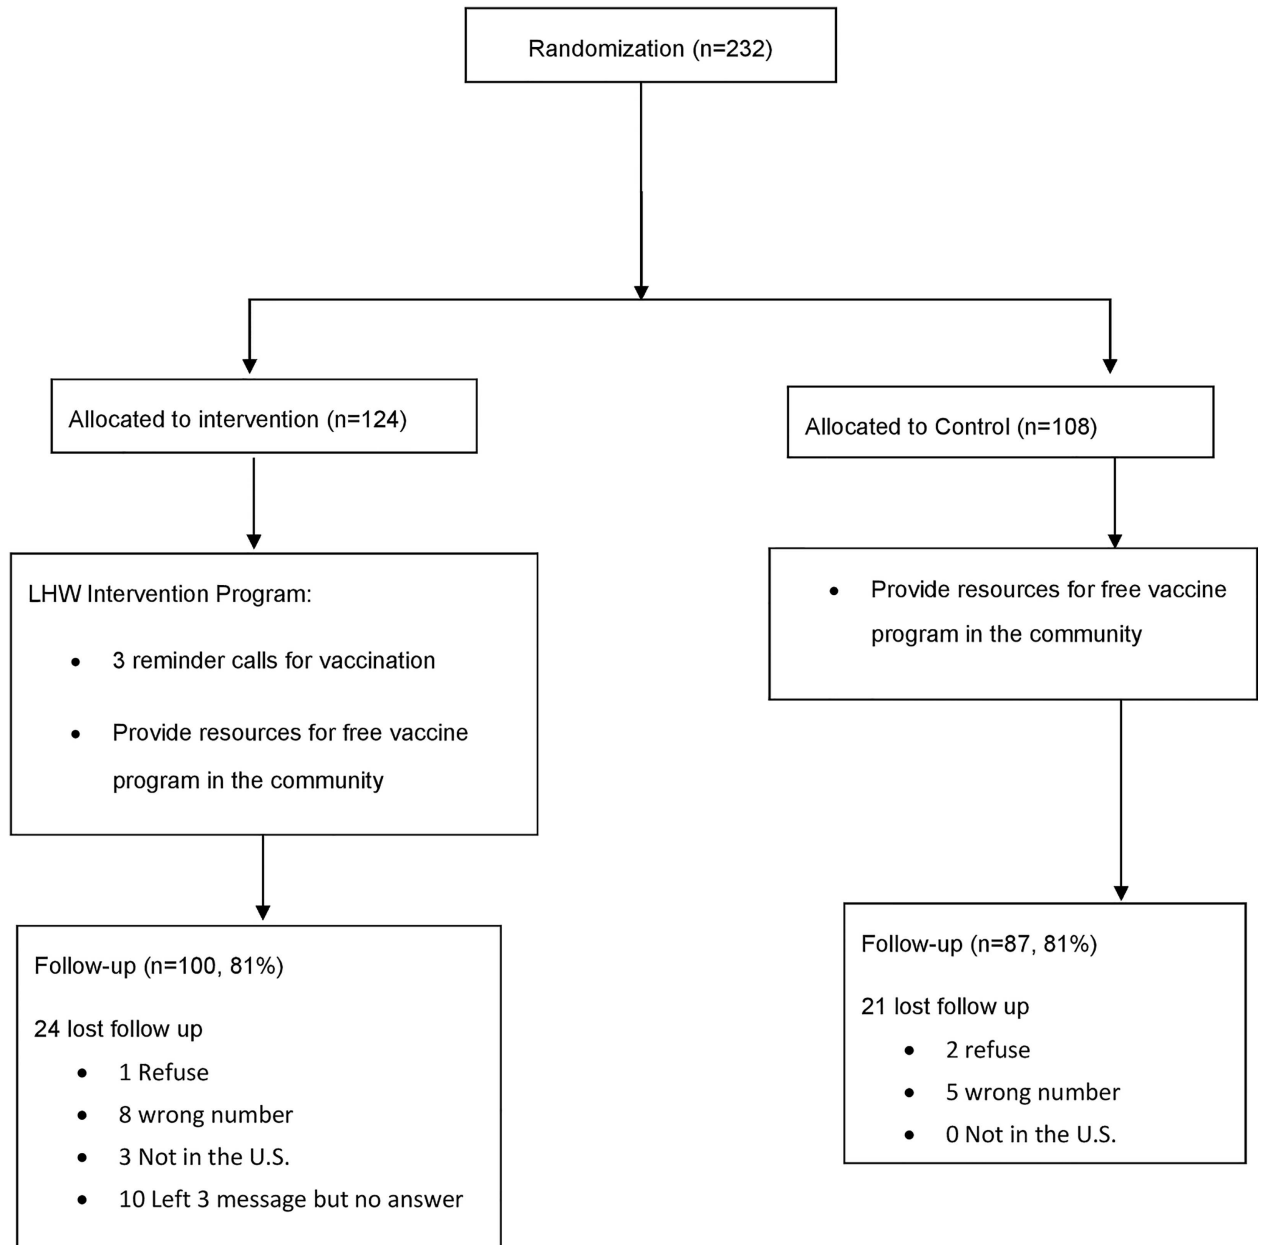 Randomization (n=232)
Allocated to intervention (n=124)
Allocated to Control (n=108)
LHW Intervention Program:
• 3 reminder calls for vaccination
• Provide resources for free vaccine
program in the community
• Provide resources for free vaccine
program in the community
Follow-up (n=100, 81%)
24 lost follow up
• 1 Refuse
• 8 wrong number
• 3 Not in the U.S.
• 10 Left 3 message but no answer
Follow-up (n=87, 81%)
21 lost follow up
• 2 refuse
• 5 wrong number
• 0 Not in the U.S.